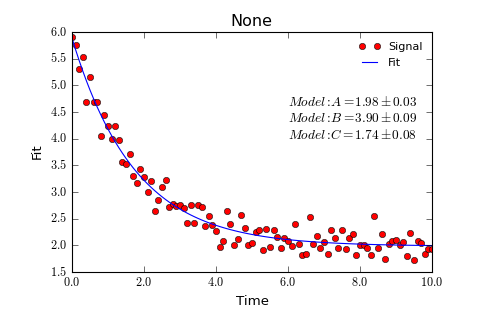 None
6.0
5.5
5.0
4.5
4.0
3.5
3.0
2.5
2.0
1.5
Fit
Signal
Fit
Model:A=1.98±0.03
Model:B=3.90±0.09
Model:C=1.74±0.08
0.0 2.0 4.0 6.0 8.0 10.0
Time